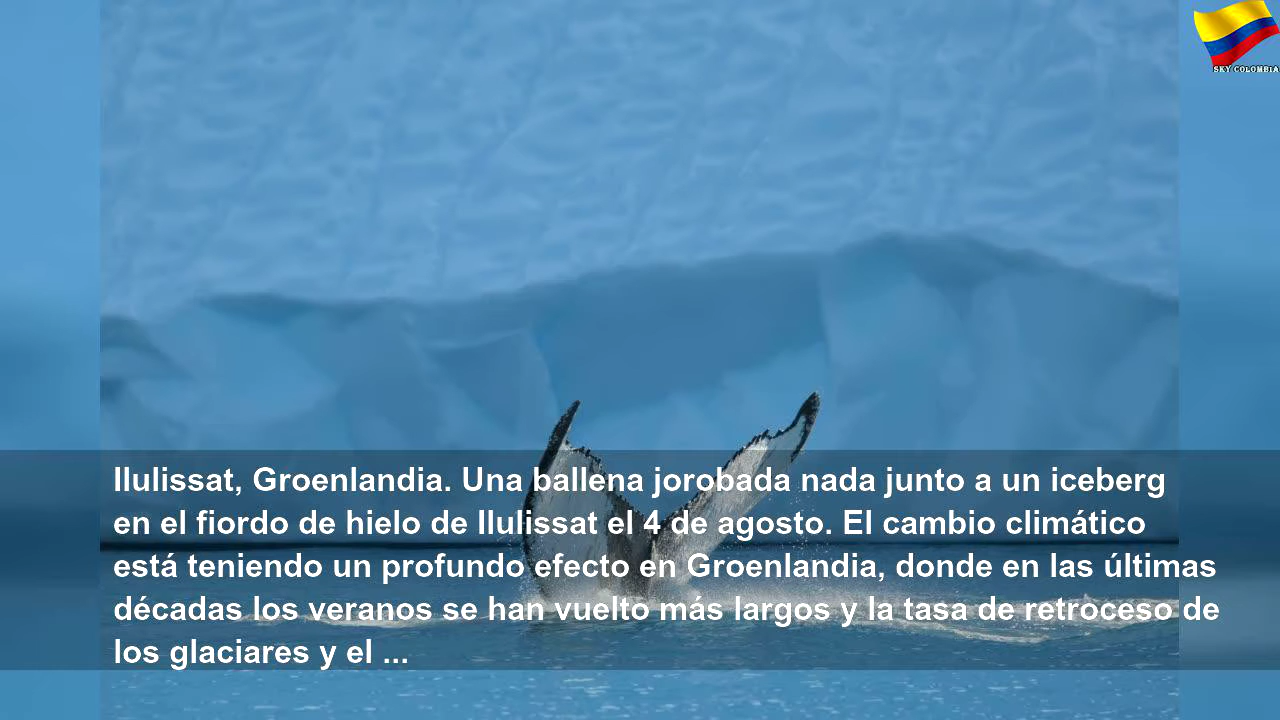 SKY COLOMBIA
Ilulissat, Groenlandia. Una ballena jorobada nada junto a un iceberg
en el fiordo de hielo de Ilulissat el 4 de agosto. El cambio climático
está teniendo un profundo efecto en Groenlandia, donde en las últimas
décadas los veranos se han vuelto más largos y la tasa de retroceso de
los glaciares y el ...